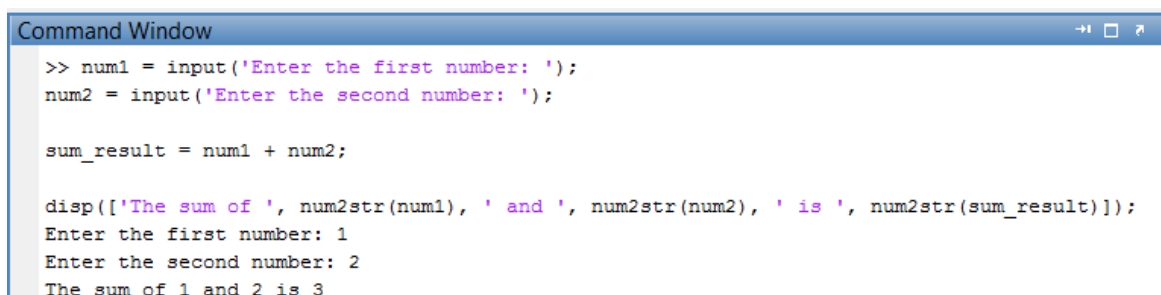 Command Window
>> num1 = input('Enter the first number: ');
num2 = input('Enter the second number: ');
sum_result = num1 + num2;
disp(['The sum of ', num2str(num1), ' and ', num2str(num2), ' is ', num2str(sum_result)]);
Enter the first number: 1
Enter the second number: 2
The sum of 1 and 2 is 3